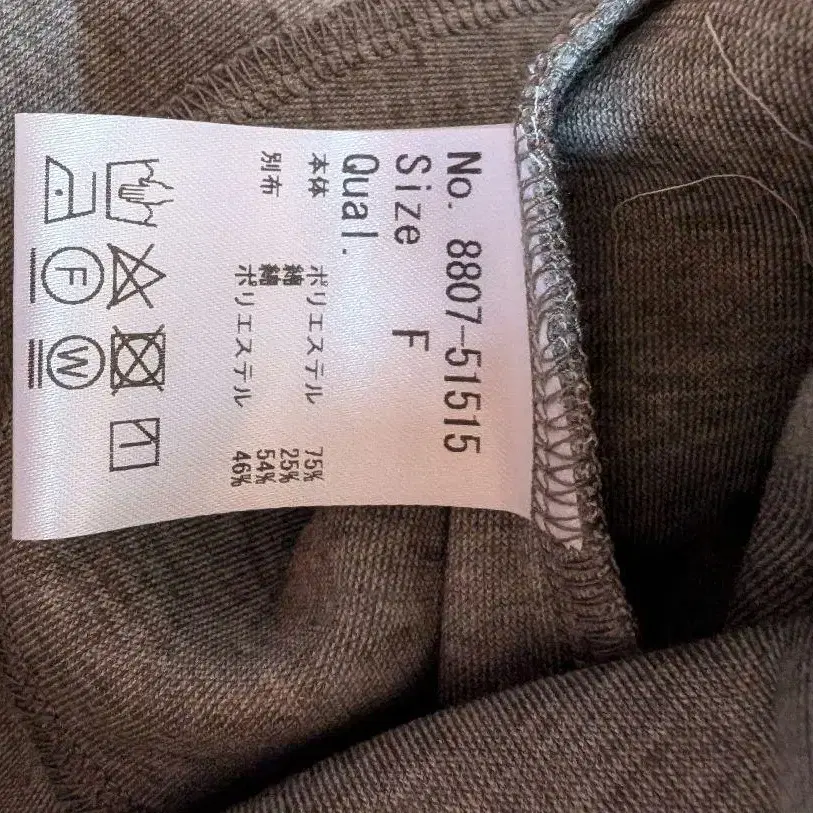 No. 8807-51515
Size F
Qual.
本体 ポリエステル 75%
綿 25%
別布 綿 54%
ポリエステル 46%
F W